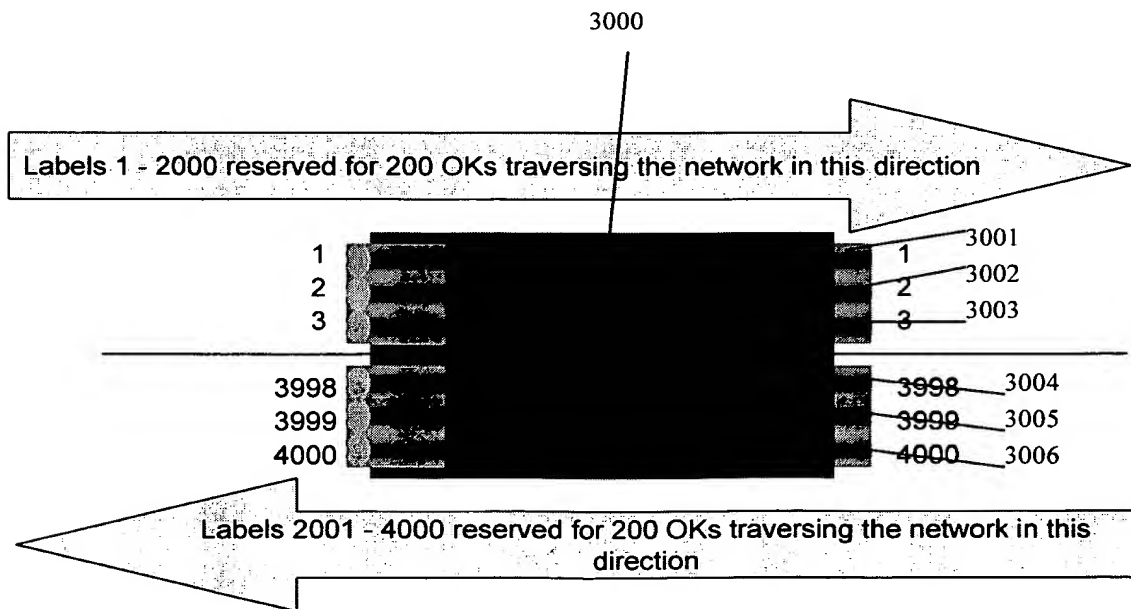 3000
Labels 1 - 2000 reserved for 200 OKs traversing the network in this direction
1 1 3001
2 2 3002
3 3 3003
3998 3998 3004
3999 3999 3005
4000 4000 3006
Labels 2001 - 4000 reserved for 200 OKs traversing the network in this
direction